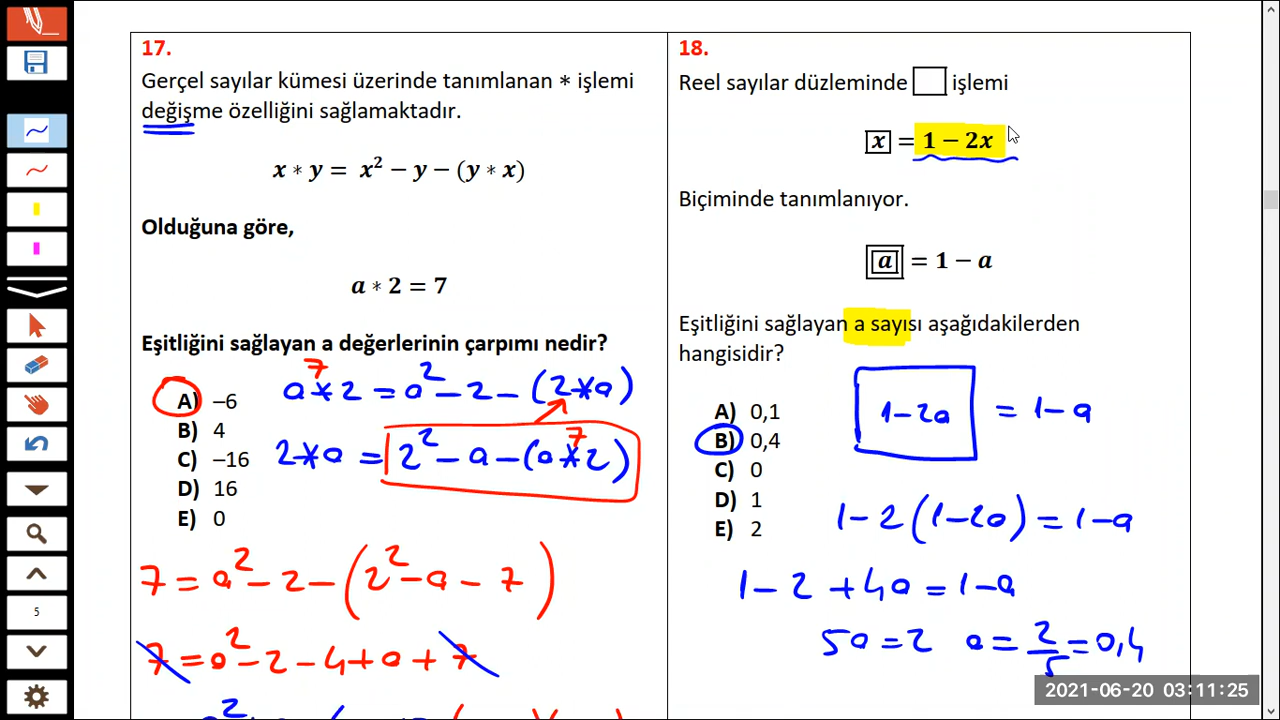 17.
Gerçel sayılar kümesi üzerinde tanımlanan * işlemi
değişme özelliğini sağlamaktadır.
x * y = x² − y − (y * x)
Olduğuna göre,
a * 2 = 7
Eşitliğini sağlayan a değerlerinin çarpımı nedir?
A) –6
B) 4
C) –16
D) 16
E) 0
7
a * 2 = a² − 2 − (2 * a)
7
2 * a = 2² − a − (a * 2)
7 = a² − 2 − (2² − a − 7)
7 = a² − 2 − 4 + a + 7
18.
Reel sayılar düzleminde işlemi
x = 1 − 2x
Biçiminde tanımlanıyor.
a = 1 − a
Eşitliğini sağlayan a sayısı aşağıdakilerden
hangisidir?
A) 0,1
B) 0,4
C) 0
D) 1
E) 2
1−2a = 1−a
1−2(1−2a) = 1−a
1−2+4a = 1−a
5a = 2 a = 2/5 = 0,4
5
2021-06-20 03:11:25